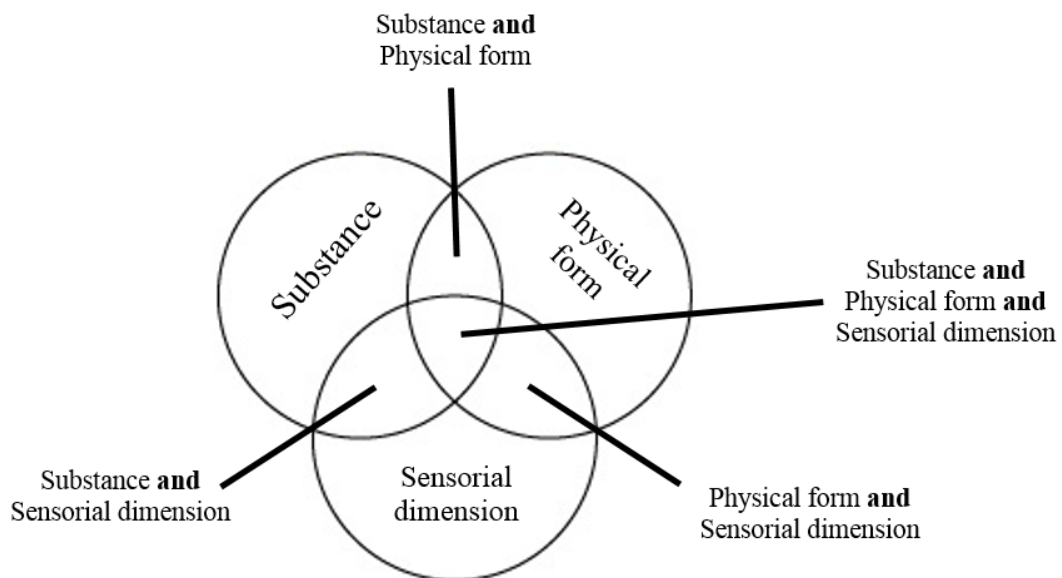 Substance and
Physical form
Substance
Physical
form
Substance and
Physical form and
Sensorial dimension
Substance and
Sensorial dimension
Sensorial
dimension
Physical form and
Sensorial dimension